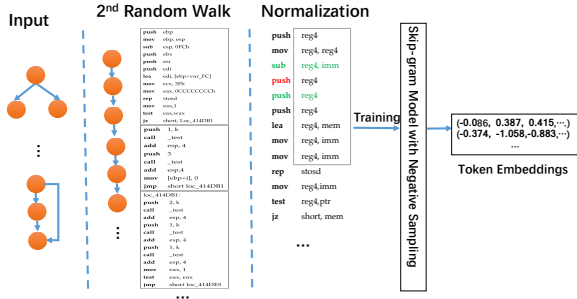 Input
2nd Random Walk
push ebp
mov ebp, esp
sub esp, 0FCh
push ebx
push esi
push edi
lea edi, [ebp+var_FC]
mov ecx, 3Fh
mov eax, 0CCCCCCCCh
rep stosd
mov eax,1
test eax,eax
jz short, Loc_414DB1
push 1, k
call _test
add esp, 4
push 3
call _test
add esp, 4
mov [ebp=i], 0
jmp short loc_414DB3
loc_414DB1:
push 2, k
call _test
add esp, 4
push 1, k
call _test
add esp, 4
push 1, k
call _test
add esp, 4
mov eax, 1
test eax, eax
jmp short loc_414DB5
...
Normalization
push reg4
mov reg4, reg4
sub reg4, imm
push reg4
push reg4
push reg4
lea reg4, mem
mov reg4, imm
mov reg4, imm
rep stosd
mov reg4,imm
test reg4,ptr
jz short, mem
...
Training
Skip-gram Model with Negative Sampling
(-0.086, 0.387, 0.415,···.)
(-0.374, -1.058,-0.883,···)
...
Token Embeddings